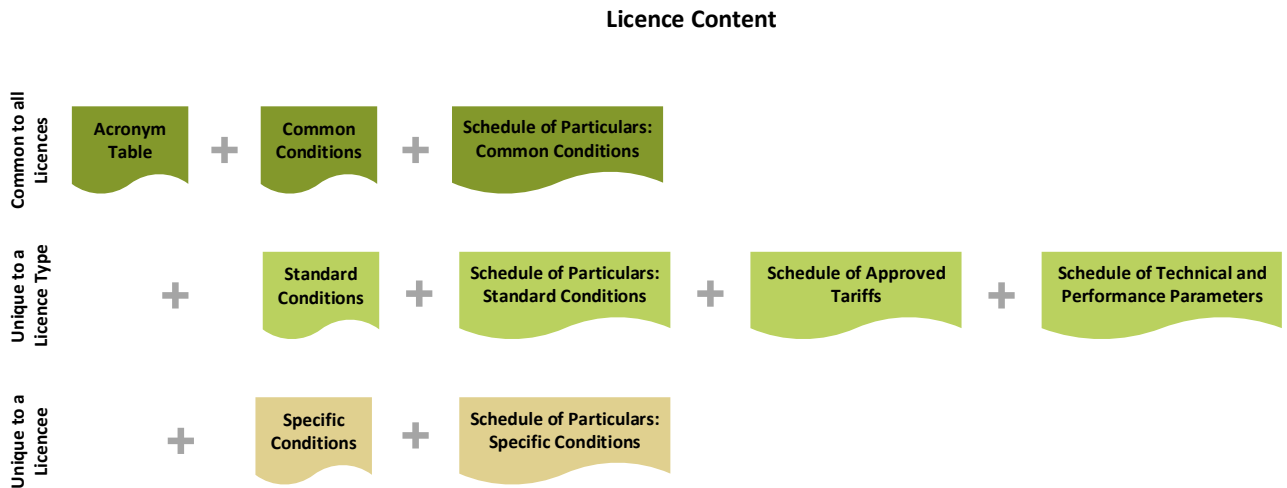 Licence Content
Common to all
Licences
Acronym
Table
+
Common
Conditions
+
Schedule of Particulars:
Common Conditions
Unique to a
Licence Type
+
Standard
Conditions
+
Schedule of Particulars:
Standard Conditions
+
Schedule of Approved
Tariffs
+
Schedule of Technical and
Performance Parameters
Unique to a
Licencee
+
Specific
Conditions
+
Schedule of Particulars:
Specific Conditions